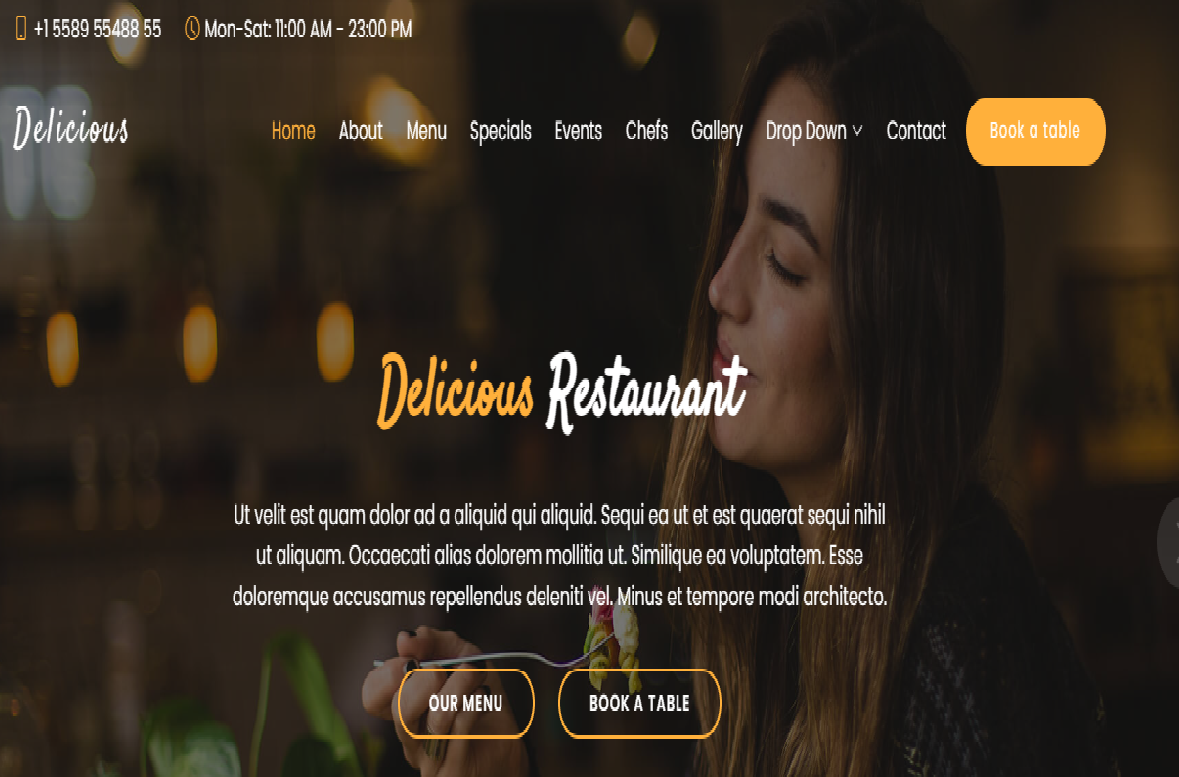 +1 5589 55488 55 Mon-Sat: 11:00 AM - 23:00 PM
Delicious Home About Menu Specials Events Chefs Gallery Drop Down Contact Book a table
Delicious Restaurant
Ut velit est quam dolor ad a aliquid qui aliquid. Sequi ea ut et est quaerat sequi nihil
ut aliquam. Occaecati alias dolorem mollitia ut. Similique ea voluptatem. Esse
doloremque accusamus repellendus deleniti vel. Minus et tempore modi architecto.
OUR MENU BOOK A TABLE